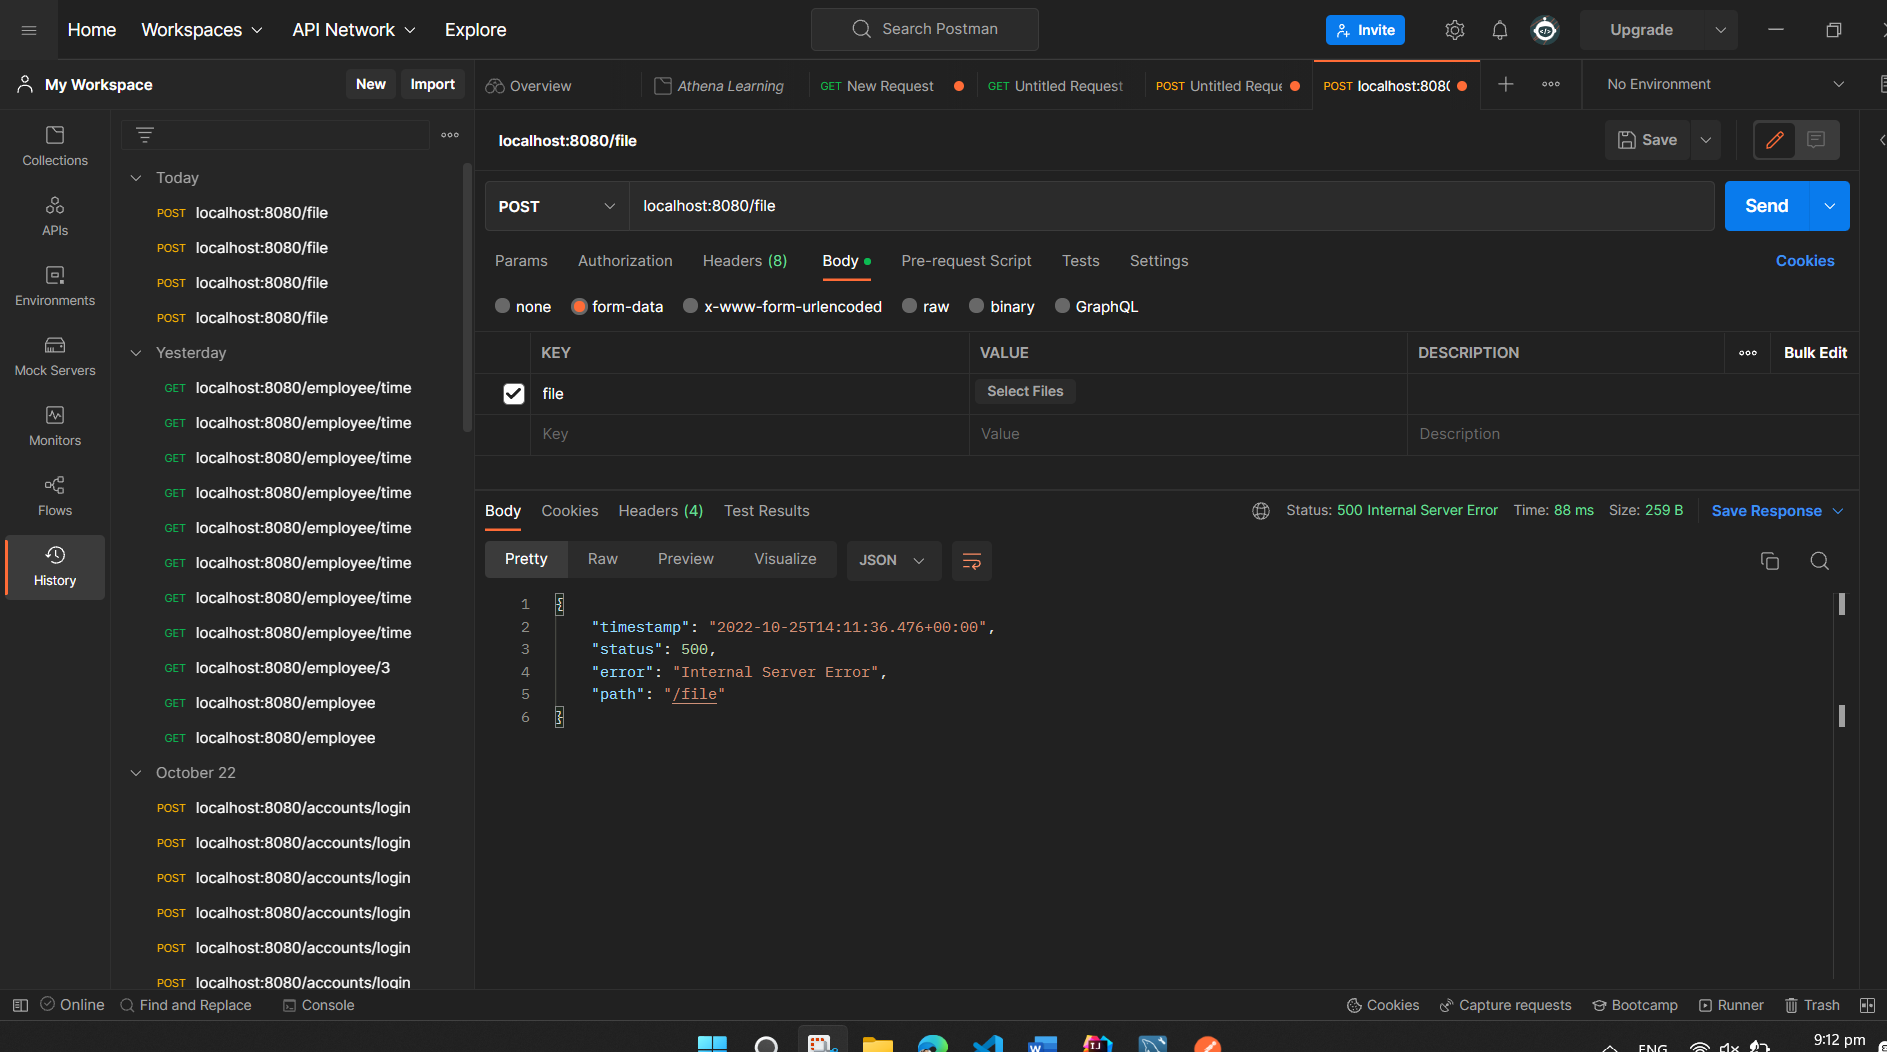 Home Workspaces API Network Explore Search Postman Invite Upgrade
My Workspace New Import Overview Athena Learning GET New Request GET Untitled Request POST Untitled Reque POST localhost:8080 No Environment
Collections
APIs
Environments
Mock Servers
Monitors
Flows
History
Today
POST localhost:8080/file
POST localhost:8080/file
POST localhost:8080/file
POST localhost:8080/file
Yesterday
GET localhost:8080/employee/time
GET localhost:8080/employee/time
GET localhost:8080/employee/time
GET localhost:8080/employee/time
GET localhost:8080/employee/time
GET localhost:8080/employee/time
GET localhost:8080/employee/time
GET localhost:8080/employee/time
GET localhost:8080/employee/3
GET localhost:8080/employee
GET localhost:8080/employee
October 22
POST localhost:8080/accounts/login
POST localhost:8080/accounts/login
POST localhost:8080/accounts/login
POST localhost:8080/accounts/login
POST localhost:8080/accounts/login
POST localhost:8080/accounts/login
localhost:8080/file Save
POST localhost:8080/file Send
Params Authorization Headers (8) Body Pre-request Script Tests Settings Cookies
none form-data x-www-form-urlencoded raw binary GraphQL
KEY VALUE DESCRIPTION Bulk Edit
file Select Files
Key Value Description
Body Cookies Headers (4) Test Results Status: 500 Internal Server Error Time: 88 ms Size: 259 B Save Response
Pretty Raw Preview Visualize JSON
1 {
2 "timestamp": "2022-10-25T14:11:36.476+00:00",
3 "status": 500,
4 "error": "Internal Server Error",
5 "path": "/file"
6 }
Online Find and Replace Console Cookies Capture requests Bootcamp Runner Trash
ENG 9:12 pm